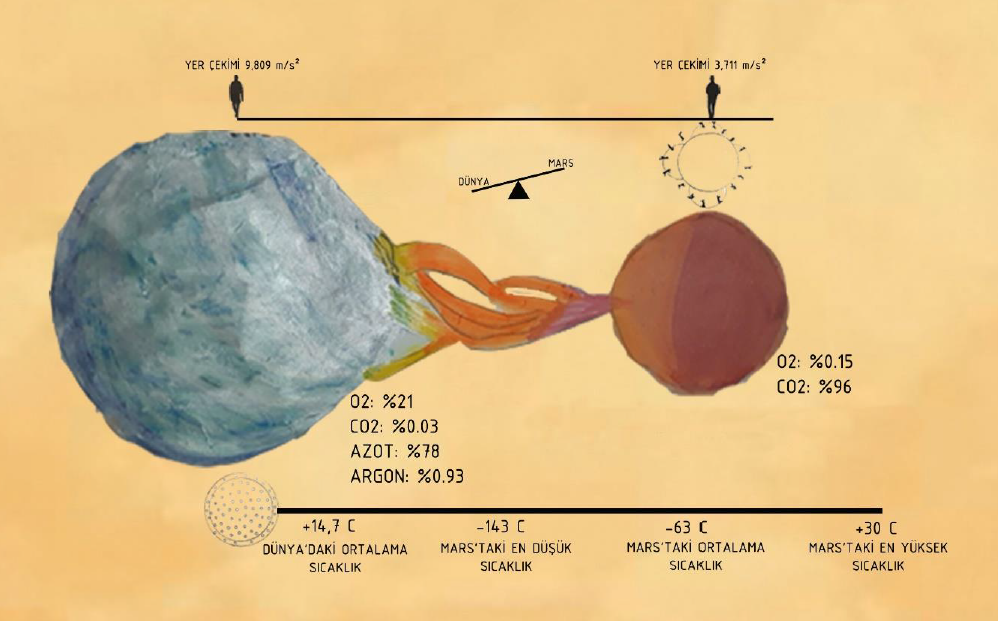 YER ÇEKİMİ 9,809 m/s²
YER ÇEKİMİ 3,711 m/s²
MARS
DÜNYA
O2: %0.15
CO2: %96
O2: %21
CO2: %0.03
AZOT: %78
ARGON: %0.93
+14,7 C
DÜNYA'DAKİ ORTALAMA
SICAKLIK
-143 C
MARS'TAKİ EN DÜŞÜK
SICAKLIK
-63 C
MARS'TAKİ ORTALAMA
SICAKLIK
+30 C
MARS'TAKİ EN YÜKSEK
SICAKLIK